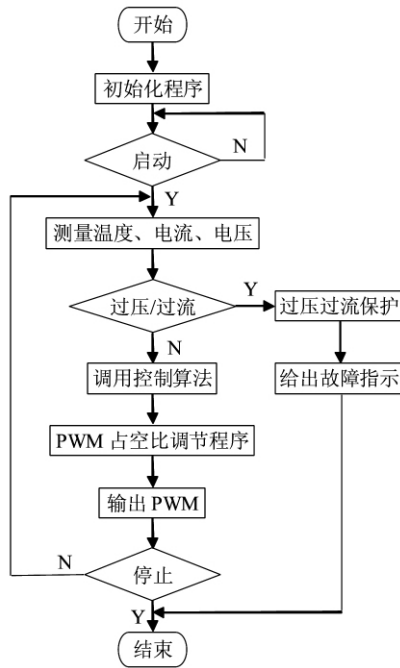 开始
初始化程序
启动
N
Y
测量温度、电流、电压
过压/过流
Y
过压过流保护
N
调用控制算法
给出故障指示
PWM 占空比调节程序
输出 PWM
N
停止
Y
结束